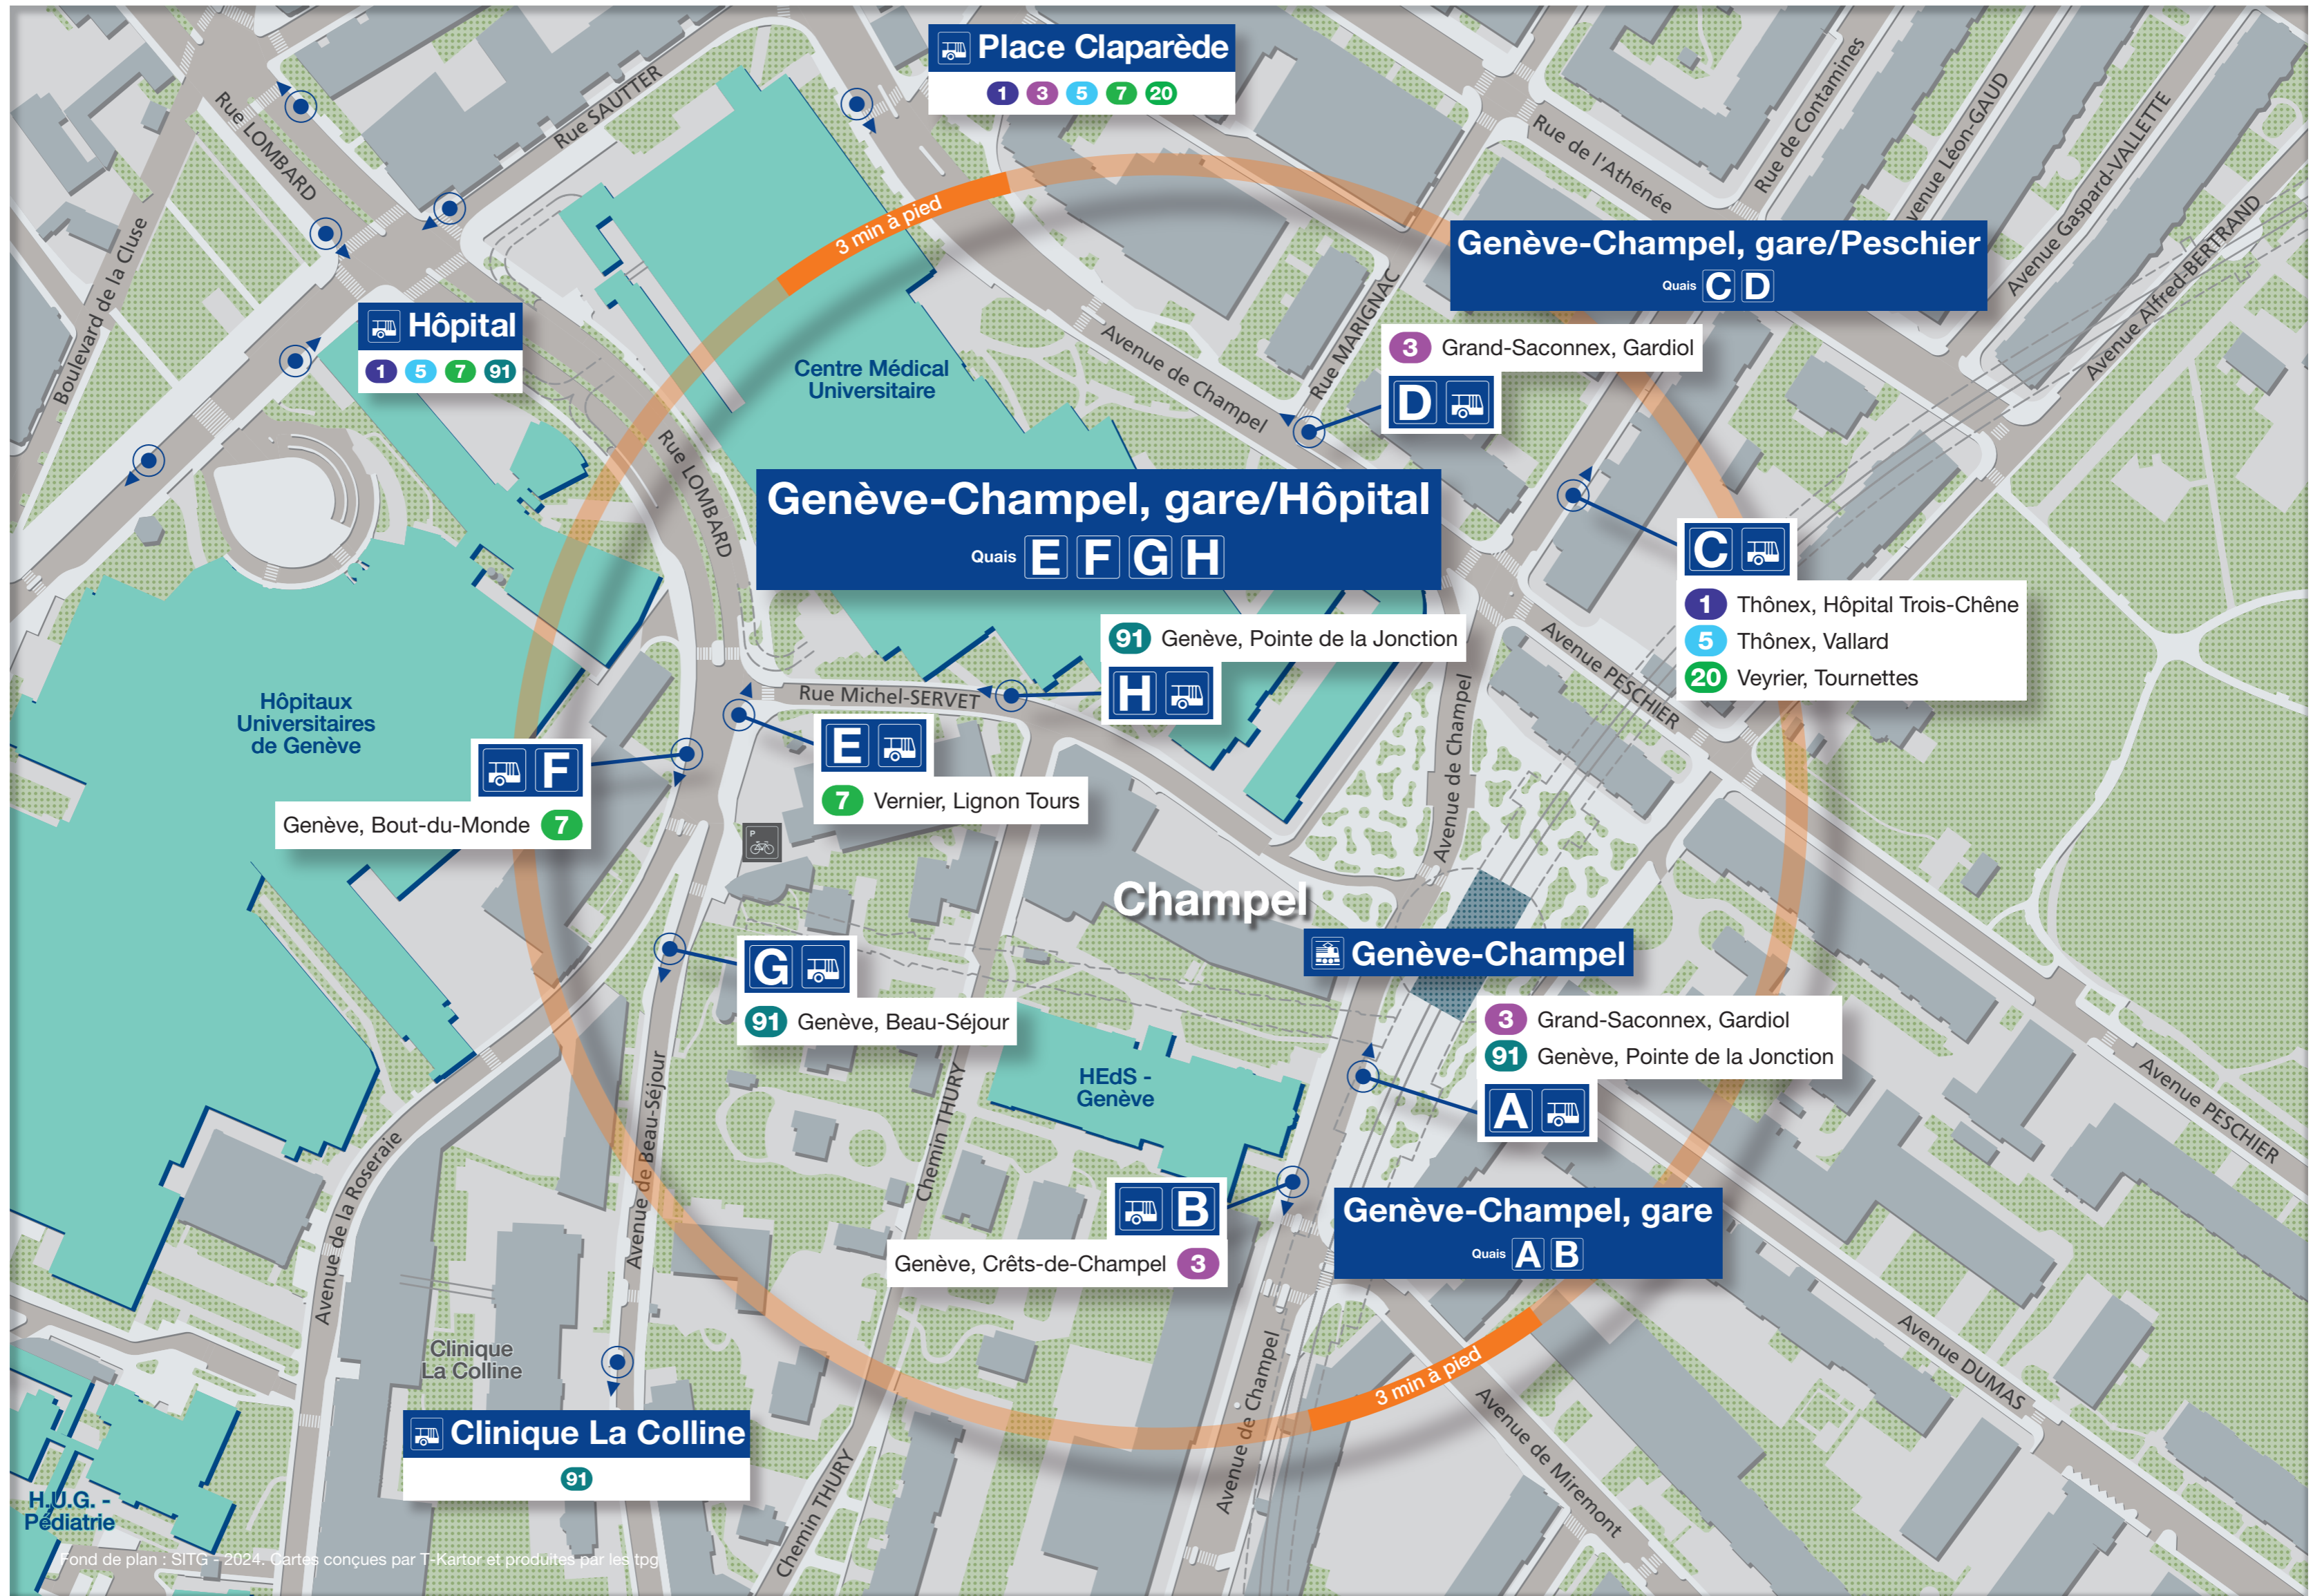 Place Claparède
1 3 5 7 20
Rue LOMBARD
Rue SAUTTER
Boulevard de la Cluse
Rue de l'Athénée
Rue de Contamines
venue Léon-GAUD
Avenue Gaspard-VALLETTE
Avenue Alfred-BERTRAND
3 min à pied
Hôpital
1 5 7 91
Genève-Champel, gare/Peschier
Quais C D
Centre Médical
Universitaire
Avenue de Champel
Rue MARIGNAC
3 Grand-Saconnex, Gardiol
D
Rue LOMBARD
Genève-Champel, gare/Hôpital
Quais E F G H
C
1 Thônex, Hôpital Trois-Chêne
5 Thônex, Vallard
20 Veyrier, Tournettes
91 Genève, Pointe de la Jonction
H
Rue Michel-SERVET
Avenue PESCHIER
Avenue de Champel
Hôpitaux
Universitaires
de Genève
F
Genève, Bout-du-Monde 7
E
7 Vernier, Lignon Tours
P
Champel
Genève-Champel
G
91 Genève, Beau-Séjour
3 Grand-Saconnex, Gardiol
91 Genève, Pointe de la Jonction
A
HEdS -
Genève
Chemin THURY
Avenue de Beau-Séjour
Avenue de la Roseraie
Avenue PESCHIER
B
Genève, Crêts-de-Champel 3
Genève-Champel, gare
Quais A B
Avenue DUMAS
3 min à pied
Avenue de Champel
Avenue de Miremont
Clinique
La Colline
Clinique La Colline
91
Chemin THURY
H.U.G. -
Pédiatrie
Fond de plan : SITG - 2024. Cartes conçues par T-Kartor et produites par les tpg